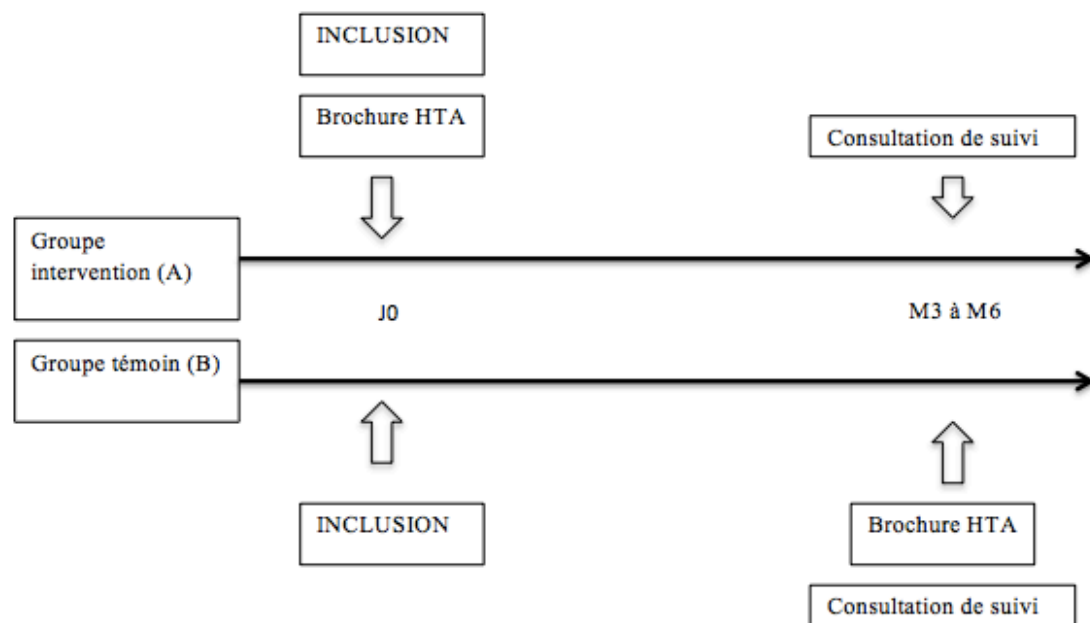 INCLUSION
Brochure HTA
Consultation de suivi
Groupe
intervention (A)
J0
M3 à M6
Groupe témoin (B)
INCLUSION
Brochure HTA
Consultation de suivi